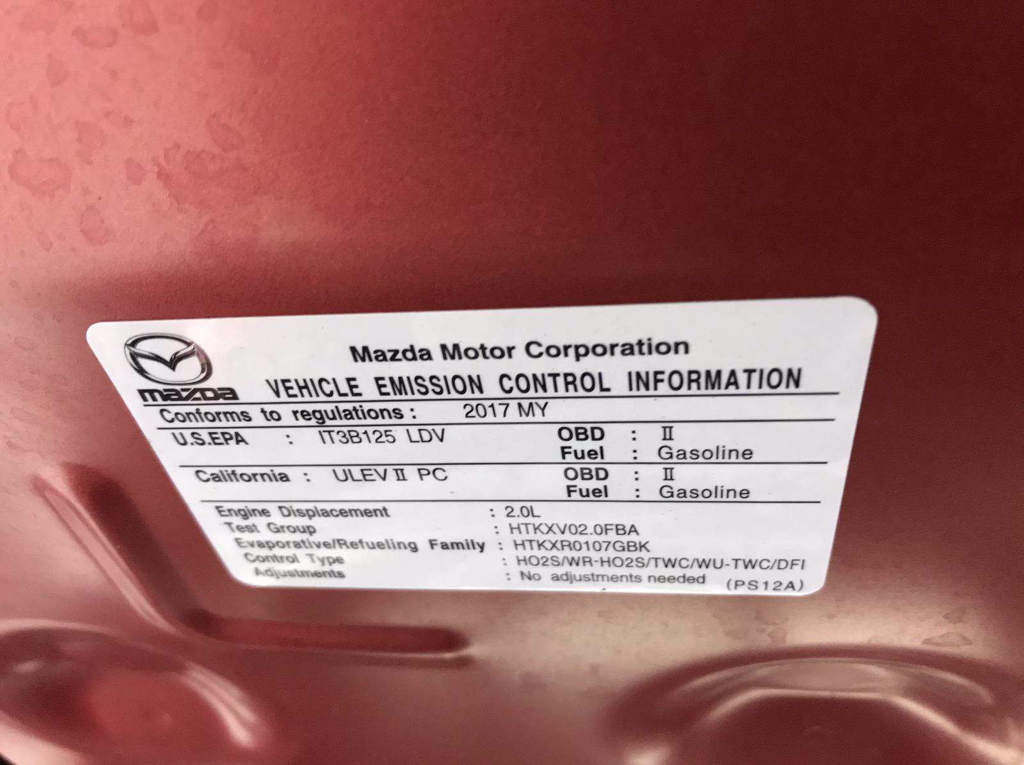 mazda
Mazda Motor Corporation
VEHICLE EMISSION CONTROL INFORMATION
Conforms to regulations : 2017 MY
U.S.EPA : IT3B125 LDV OBD : II
Fuel : Gasoline
California : ULEV II PC OBD : II
Fuel : Gasoline
Engine Displacement : 2.0L
Test Group : HTKXV02.0FBA
Evaporative/Refueling Family : HTKXR0107GBK
Control Type : HO2S/WR-HO2S/TWC/WU-TWC/DFI
Adjustments : No adjustments needed (PS12A)